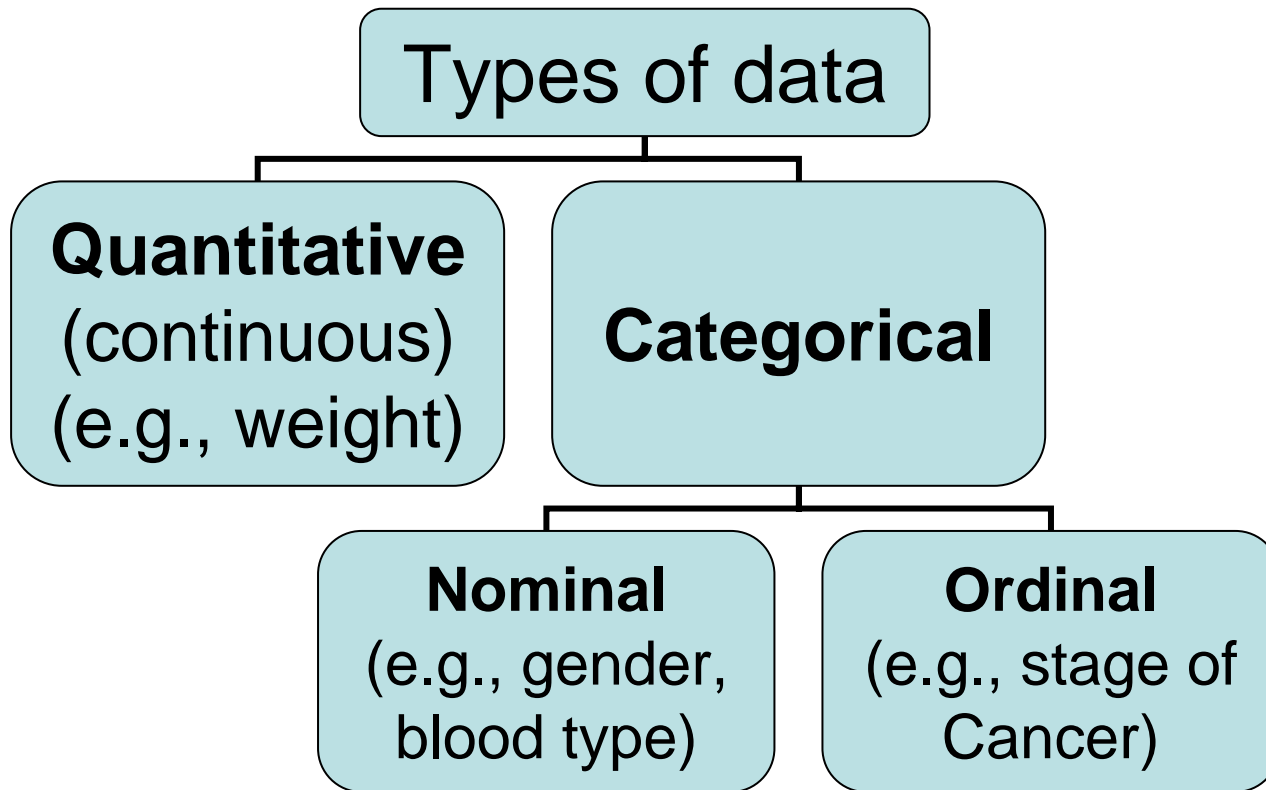 Types of data
Quantitative
(continuous)
(e.g., weight)
Categorical
Nominal
(e.g., gender,
blood type)
Ordinal
(e.g., stage of
Cancer)